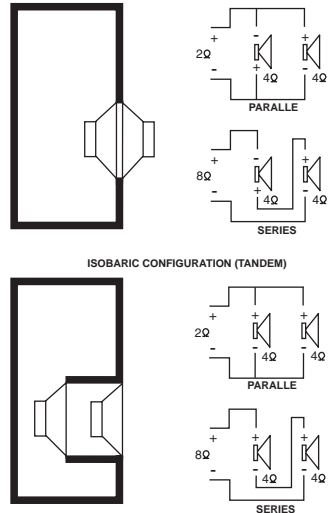 + - +
2Ω
- + 4Ω - 4Ω
PARALLE
+ - +
8Ω
- + 4Ω - 4Ω
SERIES
ISOBARIC CONFIGURATION (TANDEM)
+ + +
2Ω
- - 4Ω - 4Ω
PARALLE
+ + +
8Ω
- - 4Ω - 4Ω
SERIES